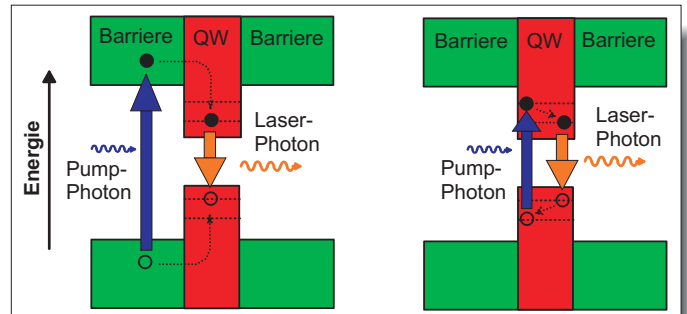 Barriere QW Barriere
Energie
Pump-
Photon
Laser-
Photon
Barriere QW Barriere
Pump-
Photon
Laser-
Photon